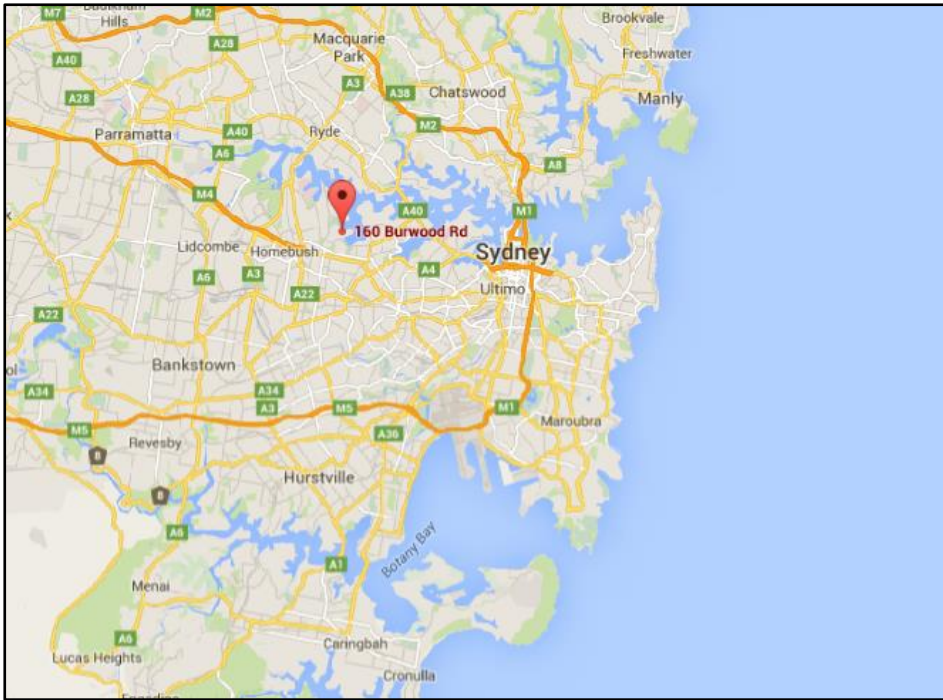 M7
M2
Hills
Brookvale
A28
Macquarie
Park
Freshwater
A40
A3
A38
Chatswood
Manly
A28
M2
Parramatta
A40
Ryde
A6
A8
M4
A40
M1
160 Burwood Rd
Lidcombe
Homebush
Sydney
A6
A3
A4
A22
Ultimo
A22
Bankstown
A34
A34
A3
M5
M1
M5
Maroubra
Revesby
A36
8
Hurstville
8
A6
Botany Bay
A1
Menai
A6
Caringbah
Lucas Heights
Cronulla